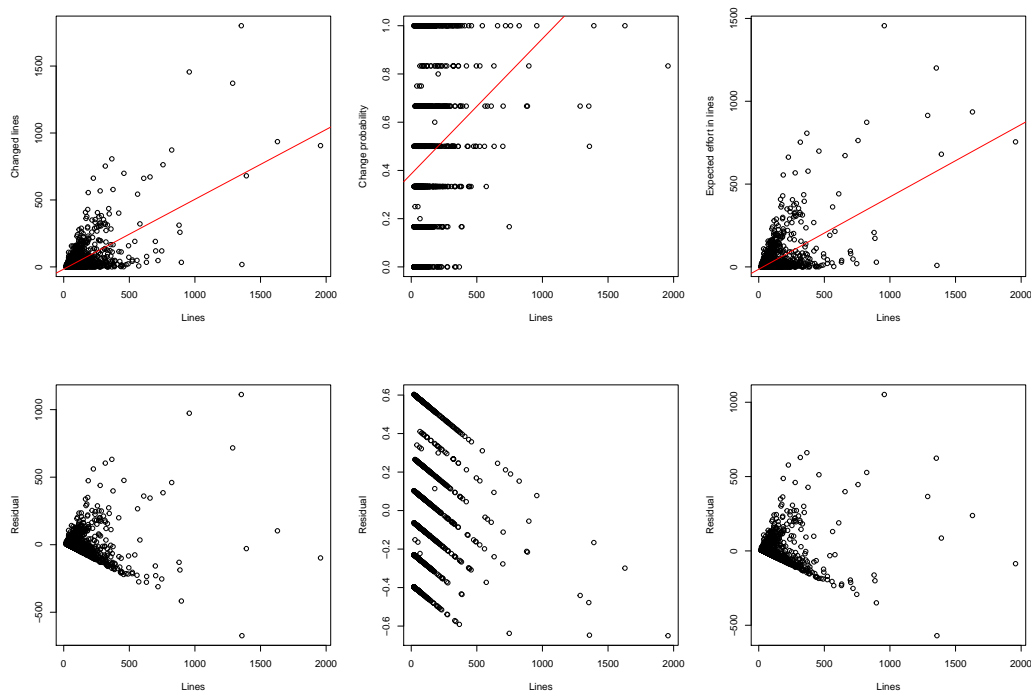 Changed lines
1500
1000
500
0
0 500 1000 1500 2000
Lines
Change probability
1.0
0.8
0.6
0.4
0.2
0.0
0 500 1000 1500 2000
Lines
Expected effort in lines
1500
1000
500
0
0 500 1000 1500 2000
Lines
Residual
1000
500
0
−500
0 500 1000 1500 2000
Lines
Residual
0.6
0.4
0.2
0.0
−0.2
−0.4
−0.6
0 500 1000 1500 2000
Lines
Residual
1000
500
0
−500
0 500 1000 1500 2000
Lines